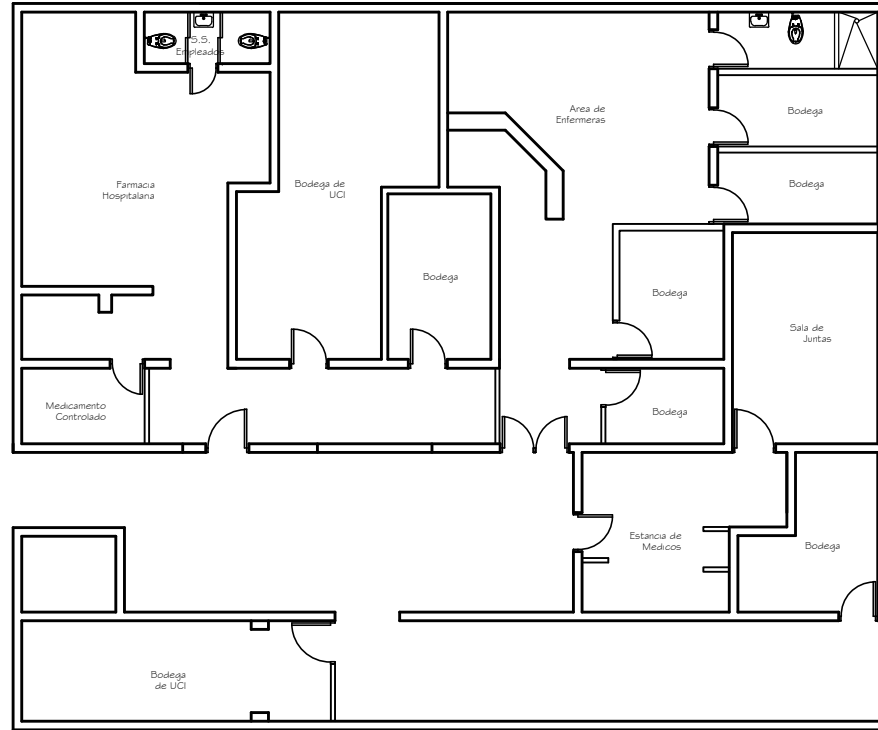 S.S.
Empleados
Area de
Enfermeras
Bodega
Farmacia
Hospitalaria
Bodega de
UCI
Bodega
Bodega
Bodega
Sala de
Juntas
Medicamento
Controlado
Bodega
Estancia de
Medicos
Bodega
Bodega
de UCI